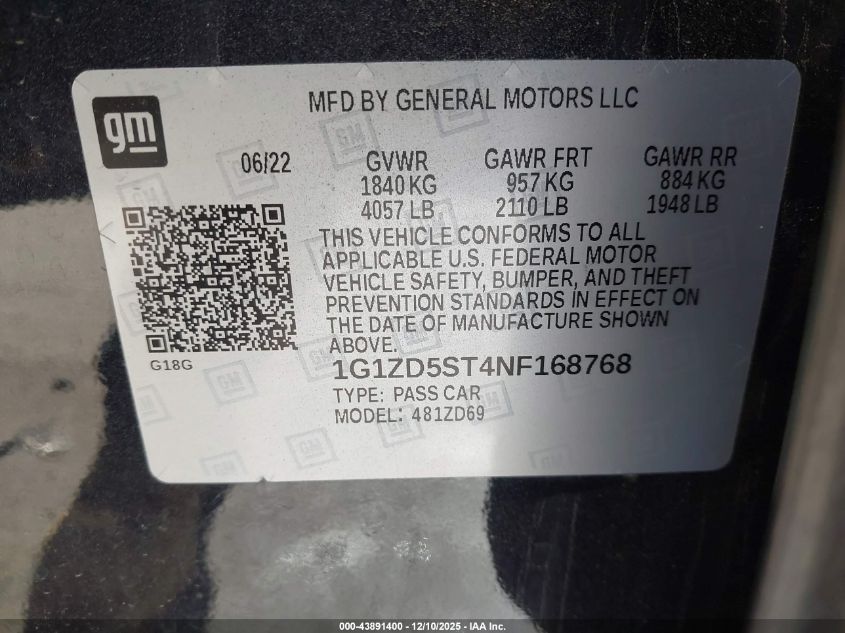 MFD BY GENERAL MOTORS LLC
gm
06/22 GVWR GAWR FRT GAWR RR
1840 KG 957 KG 884 KG
4057 LB 2110 LB 1948 LB
THIS VEHICLE CONFORMS TO ALL
APPLICABLE U.S. FEDERAL MOTOR
VEHICLE SAFETY, BUMPER, AND THEFT
PREVENTION STANDARDS IN EFFECT ON
THE DATE OF MANUFACTURE SHOWN
ABOVE.
G18G
1G1ZD5ST4NF168768
TYPE: PASS CAR
MODEL: 481ZD69
000-43891400 - 12/10/2025 - IAA Inc.